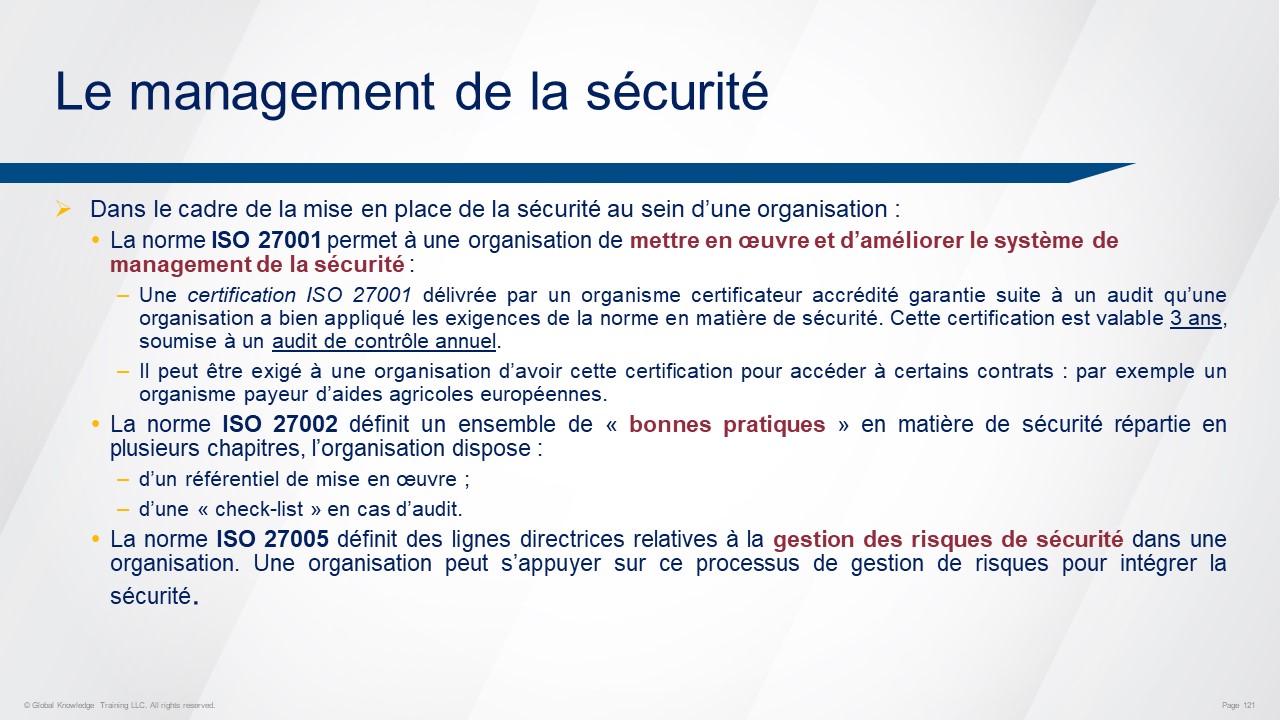 Le management de la sécurité
Dans le cadre de la mise en place de la sécurité au sein d’une organisation :
• La norme ISO 27001 permet à une organisation de mettre en œuvre et d’améliorer le système de
management de la sécurité :
– Une certification ISO 27001 délivrée par un organisme certificateur accrédité garantie suite à un audit qu’une
organisation a bien appliqué les exigences de la norme en matière de sécurité. Cette certification est valable 3 ans,
soumise à un audit de contrôle annuel.
– Il peut être exigé à une organisation d’avoir cette certification pour accéder à certains contrats : par exemple un
organisme payeur d’aides agricoles européennes.
• La norme ISO 27002 définit un ensemble de « bonnes pratiques » en matière de sécurité répartie en
plusieurs chapitres, l’organisation dispose :
– d’un référentiel de mise en œuvre ;
– d’une « check-list » en cas d’audit.
• La norme ISO 27005 définit des lignes directrices relatives à la gestion des risques de sécurité dans une
organisation. Une organisation peut s’appuyer sur ce processus de gestion de risques pour intégrer la
sécurité.
© Global Knowledge Training LLC. All rights reserved.
Page 121